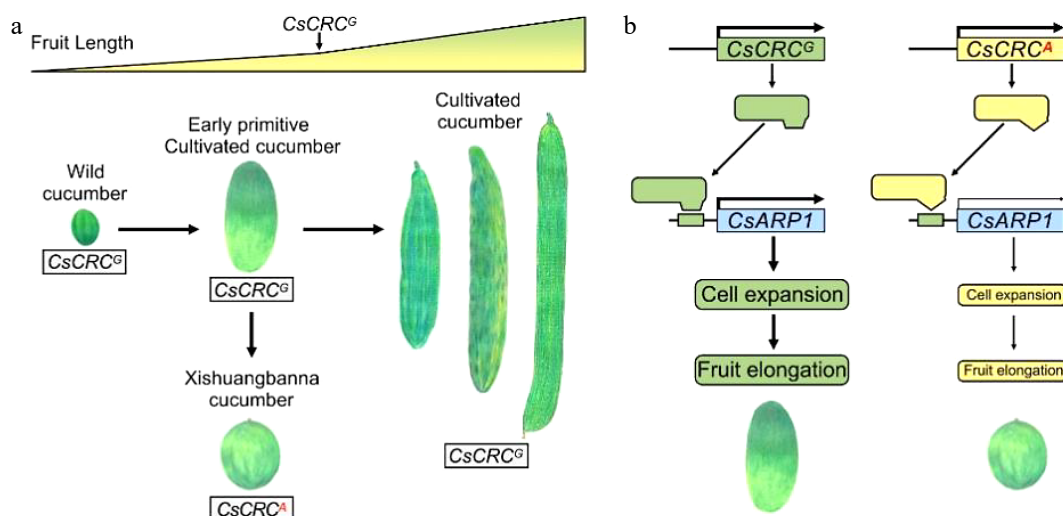 a
Fruit Length
CsCRCᴳ
Wild
cucumber
CsCRCᴳ
Early primitive
Cultivated cucumber
CsCRCᴳ
Cultivated
cucumber
CsCRCᴳ
Xishuangbanna
cucumber
CsCRCᴬ
b
CsCRCᴳ
CsARP1
Cell expansion
Fruit elongation
CsCRCᴬ
CsARP1
Cell expansion
Fruit elongation